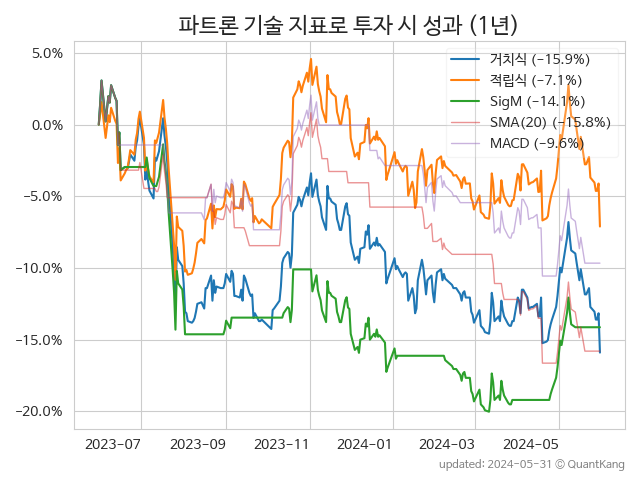 파트론 기술 지표로 투자 시 성과 (1년)
5.0%
0.0%
−5.0%
−10.0%
−15.0%
−20.0%
거치식 (−15.9%)
적립식 (−7.1%)
SigM (−14.1%)
SMA(20) (−15.8%)
MACD (−9.6%)
2023−07
2023−09
2023−11
2024−01
2024−03
2024−05
updated: 2024-05-31 © QuantKang